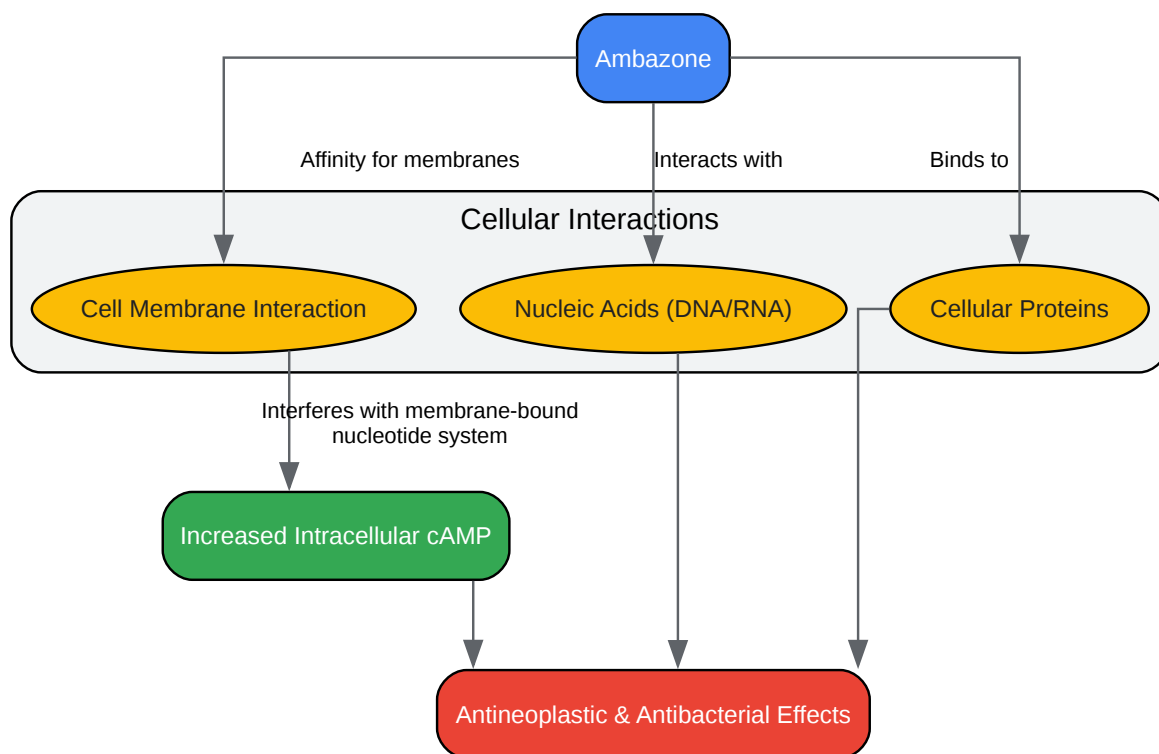 Ambazone
Affinity for membranes
Interacts with
Binds to
Cellular Interactions
Cell Membrane Interaction
Nucleic Acids (DNA/RNA)
Cellular Proteins
Interferes with membrane-bound
nucleotide system
Increased Intracellular cAMP
Antineoplastic & Antibacterial Effects